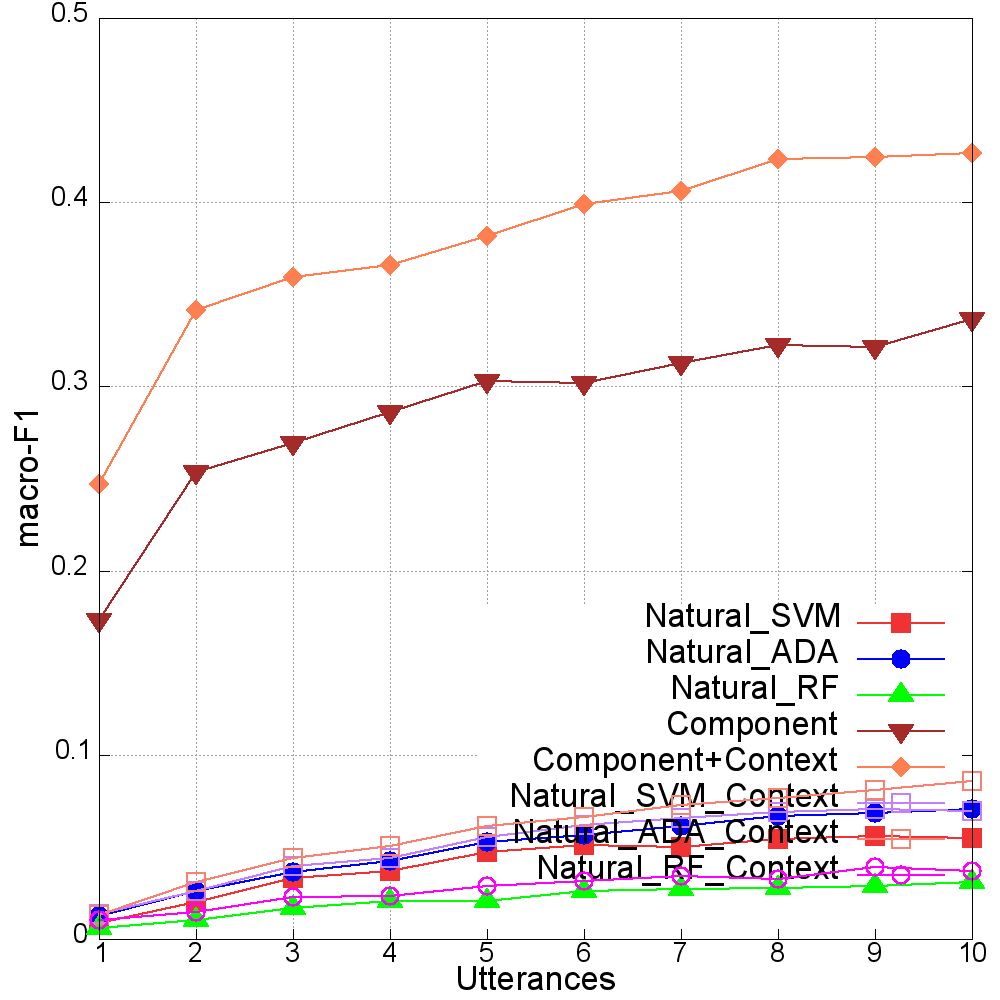 0.5
0.4
0.3
0.2
0.1
0
macro-F1
Natural_SVM
Natural_ADA
Natural_RF
Component
Component+Context
Natural_SVM_Context
Natural_ADA_Context
Natural_RF_Context
1 2 3 4 5 6 7 8 9 10
Utterances